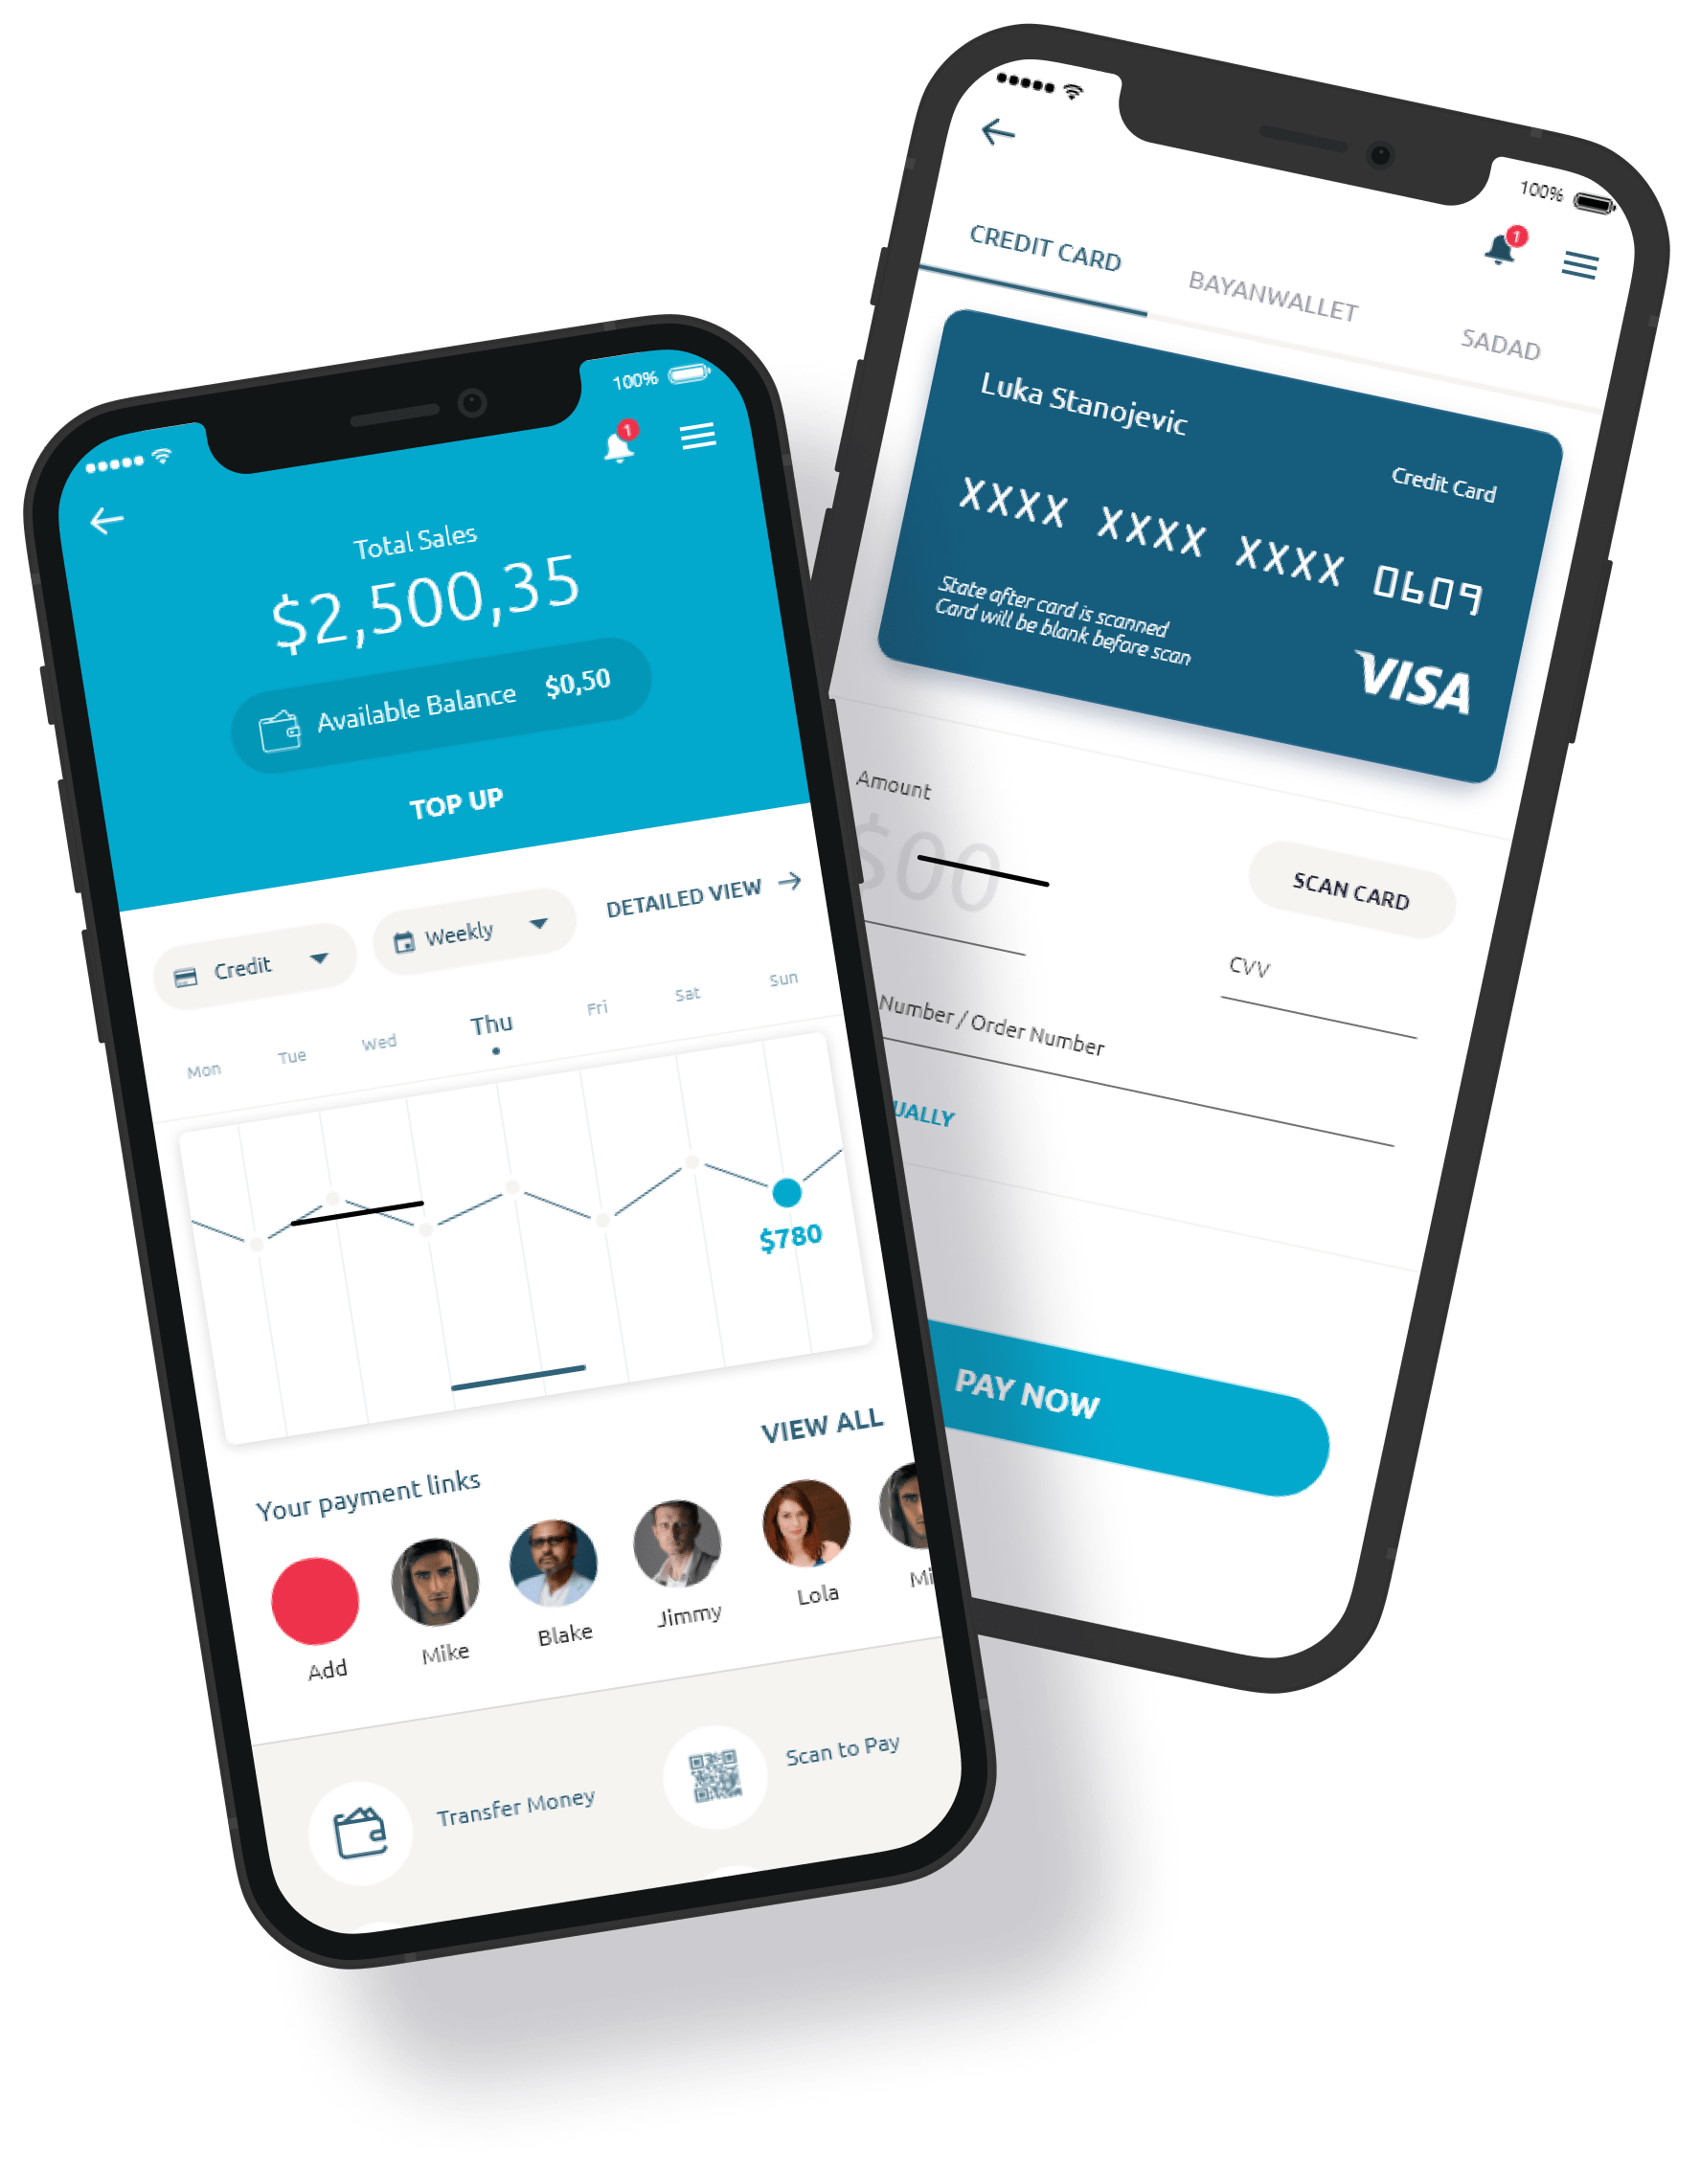 100%
1
Total Sales
$2,500,35
Available Balance $0,50
TOP UP
Credit
Weekly
DETAILED VIEW
Mon Tue Wed Thu Fri Sat Sun
$780
Your payment links
VIEW ALL
Add Mike Blake Jimmy Lola Mi
Transfer Money
Scan to Pay
100%
1
CREDIT CARD BAYANWALLET SADAD
Luka Stanojevic
Credit Card
XXXX XXXX XXXX 0609
State after card is scanned
Card will be blank before scan
VISA
Amount
$00
SCAN CARD
CVV
Number / Order Number
UALLY
PAY NOW